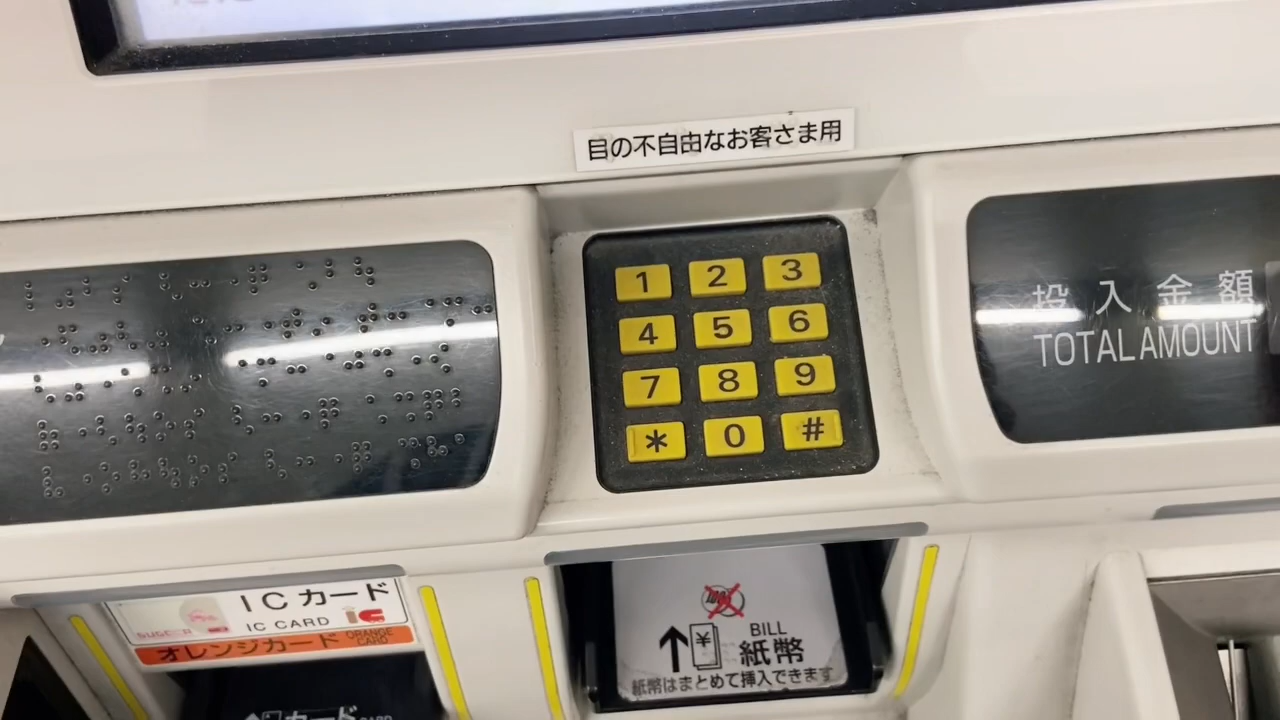 目の不自由なお客さま用
1 2 3
4 5 6
7 8 9
* 0 #
投入金額
TOTAL AMOUNT
ICカード
IC CARD
オレンジカード ORANGE CARD
カード CARD
BILL
¥ 紙幣
紙幣はまとめて挿入できます